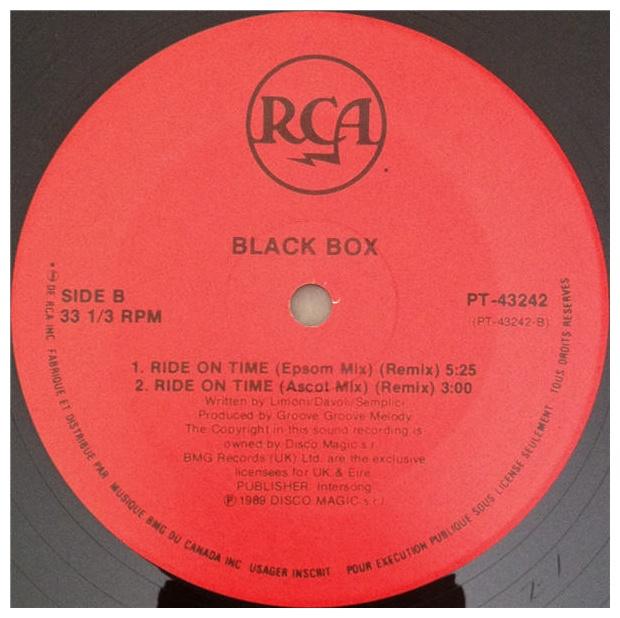 RCA
BLACK BOX
SIDE B
33 1/3 RPM
PT-43242
(PT-43242-B)
1. RIDE ON TIME (Epsom Mix) (Remix) 5:25
2. RIDE ON TIME (Ascot Mix) (Remix) 3:00
Written by Limoni/Davoli/Semplici
Produced by Groove Groove Melody
The Copyright in this sound recording is
owned by Disco Magic s.r.l.
BMG Records (UK) Ltd. are the exclusive
licensees for UK & Eire
PUBLISHER: Intersong
Ⓟ 1989 DISCO MAGIC s.r.l.
DE RCA INC FABRIQUE ET DISTRIBUE PAR MUSIQUE BMG DU CANADA INC USAGER INSCRIT POUR EXECUTION PUBLIQUE SOUS LICENSE SEULEMENT TOUS DROITS RESERVES